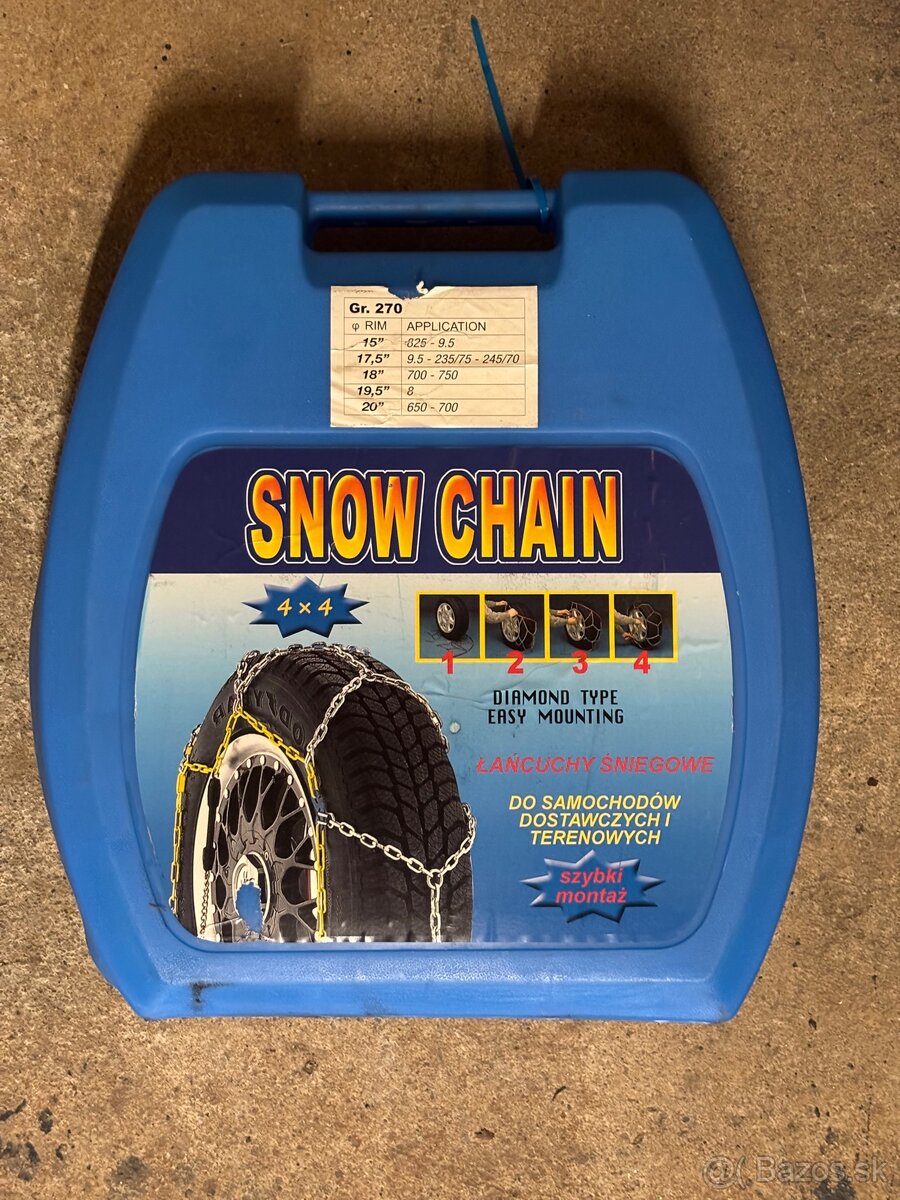 Gr. 270
φ RIM APPLICATION
15” 825 - 9.5
17,5” 9.5 - 235/75 - 245/70
18” 700 - 750
19,5” 8
20” 650 - 700
SNOW CHAIN
4 × 4
1 2 3 4
DIAMOND TYPE
EASY MOUNTING
ŁAŃCUCHY ŚNIEGOWE
DO SAMOCHODÓW
DOSTAWCZYCH I
TERENOWYCH
szybki
montaż
Bazos.sk